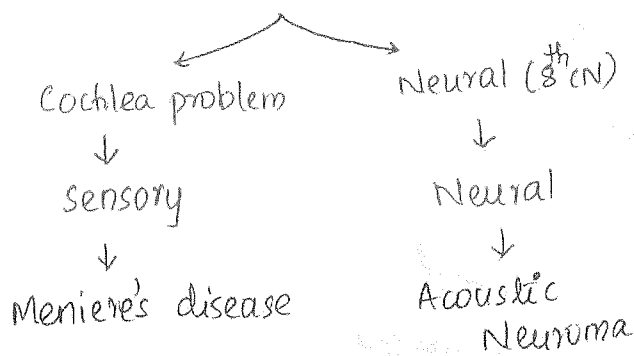 Cochlea problem
Neural (8th CN)
Sensory
Neural
Meniere's disease
Acoustic
Neuroma